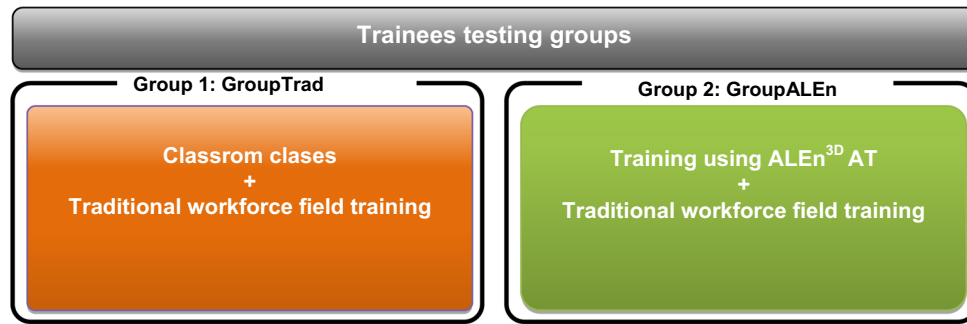 Trainees testing groups
Group 1: GroupTrad
Classrom clases
+
Traditional workforce field training
Group 2: GroupALEn
Training using ALEn3D AT
+
Traditional workforce field training